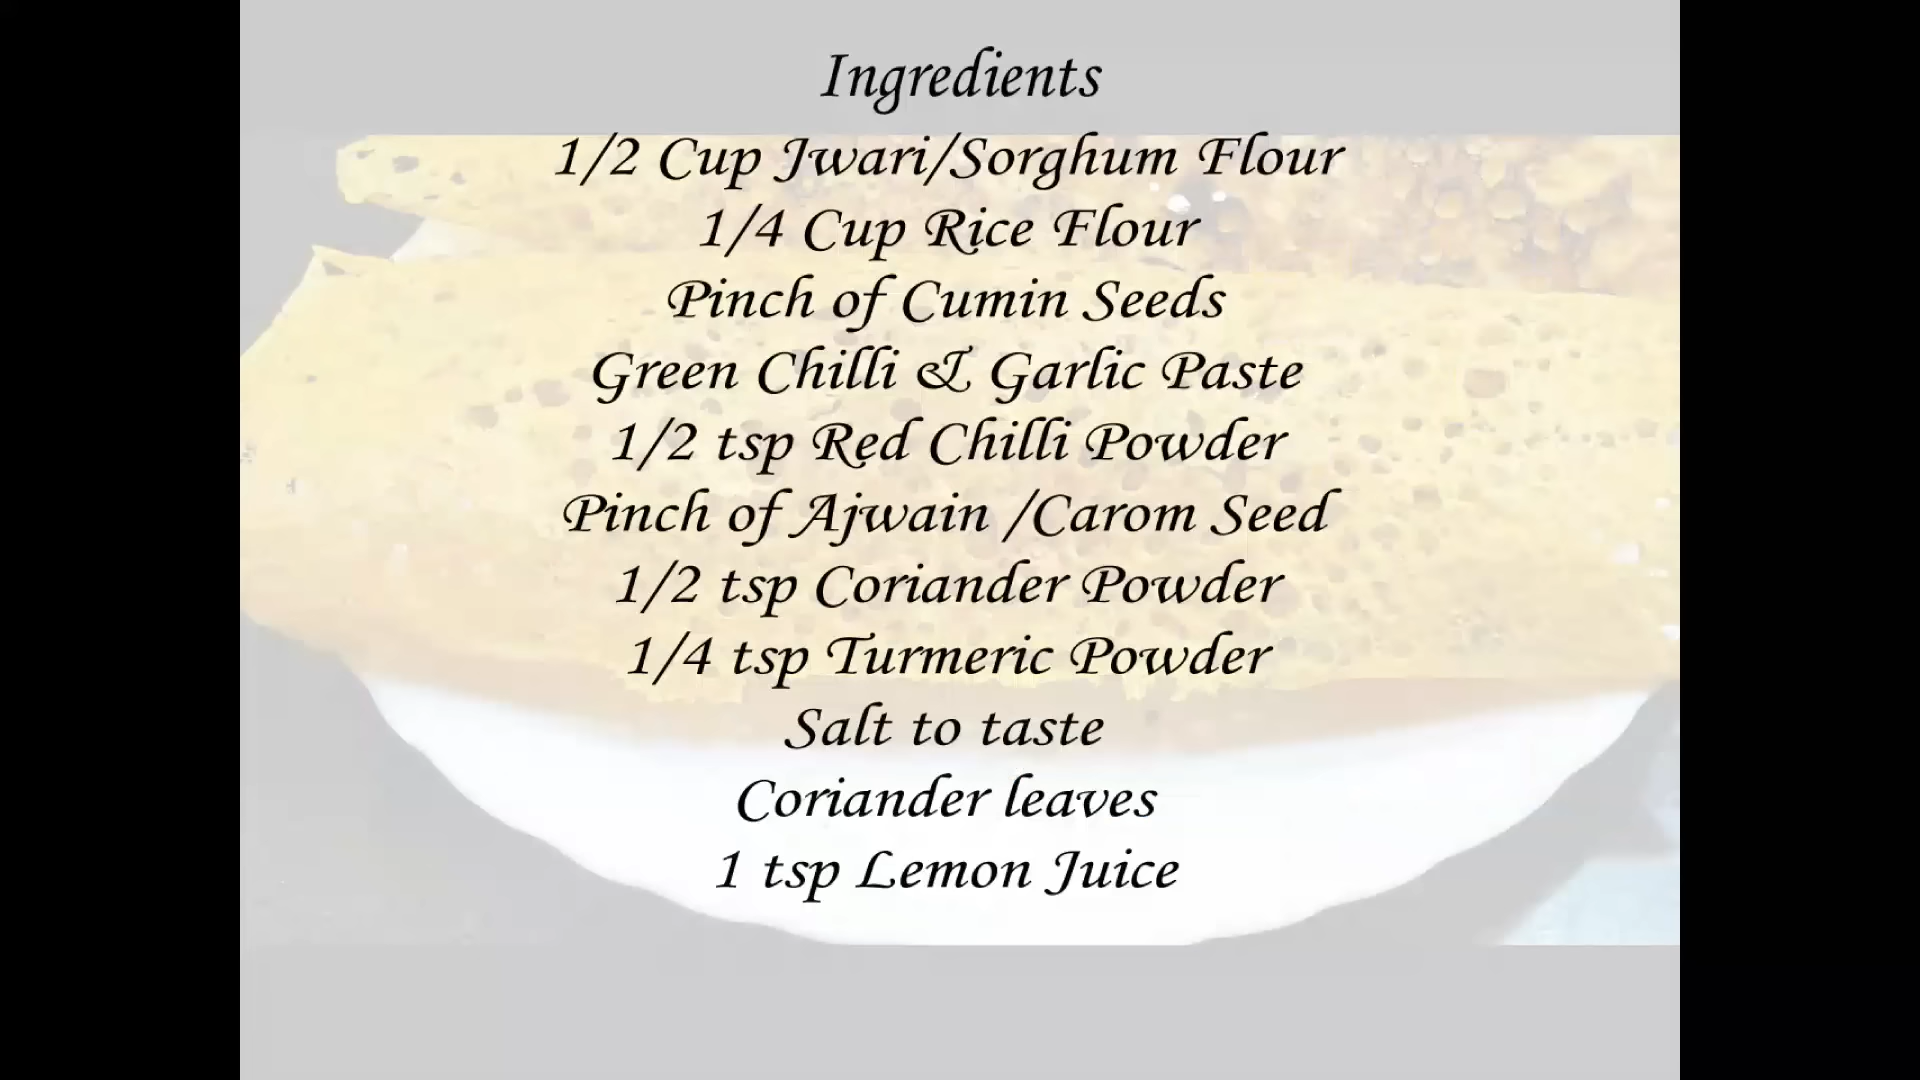 Ingredients
1/2 Cup Jwari/Sorghum Flour
1/4 Cup Rice Flour
Pinch of Cumin Seeds
Green Chilli & Garlic Paste
1/2 tsp Red Chilli Powder
Pinch of Ajwain /Carom Seed
1/2 tsp Coriander Powder
1/4 tsp Turmeric Powder
Salt to taste
Coriander leaves
1 tsp Lemon Juice